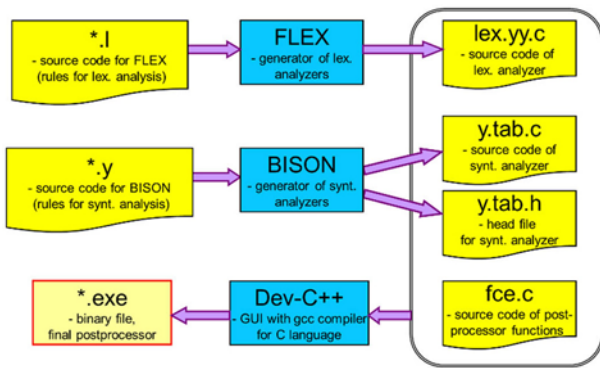 *.l
- source code for FLEX
(rules for lex. analysis)
FLEX
- generator of lex.
analyzers
lex.yy.c
- source code of
lex. analyzer
*.y
- source code for BISON
(rules for synt. analysis)
BISON
- generator of synt.
analyzers
y.tab.c
- source code of
synt. analyzer
y.tab.h
- head file
for synt. analyzer
*.exe
- binary file,
final postprocessor
Dev-C++
- GUI with gcc compiler
for C language
fce.c
- source code of post-
processor functions